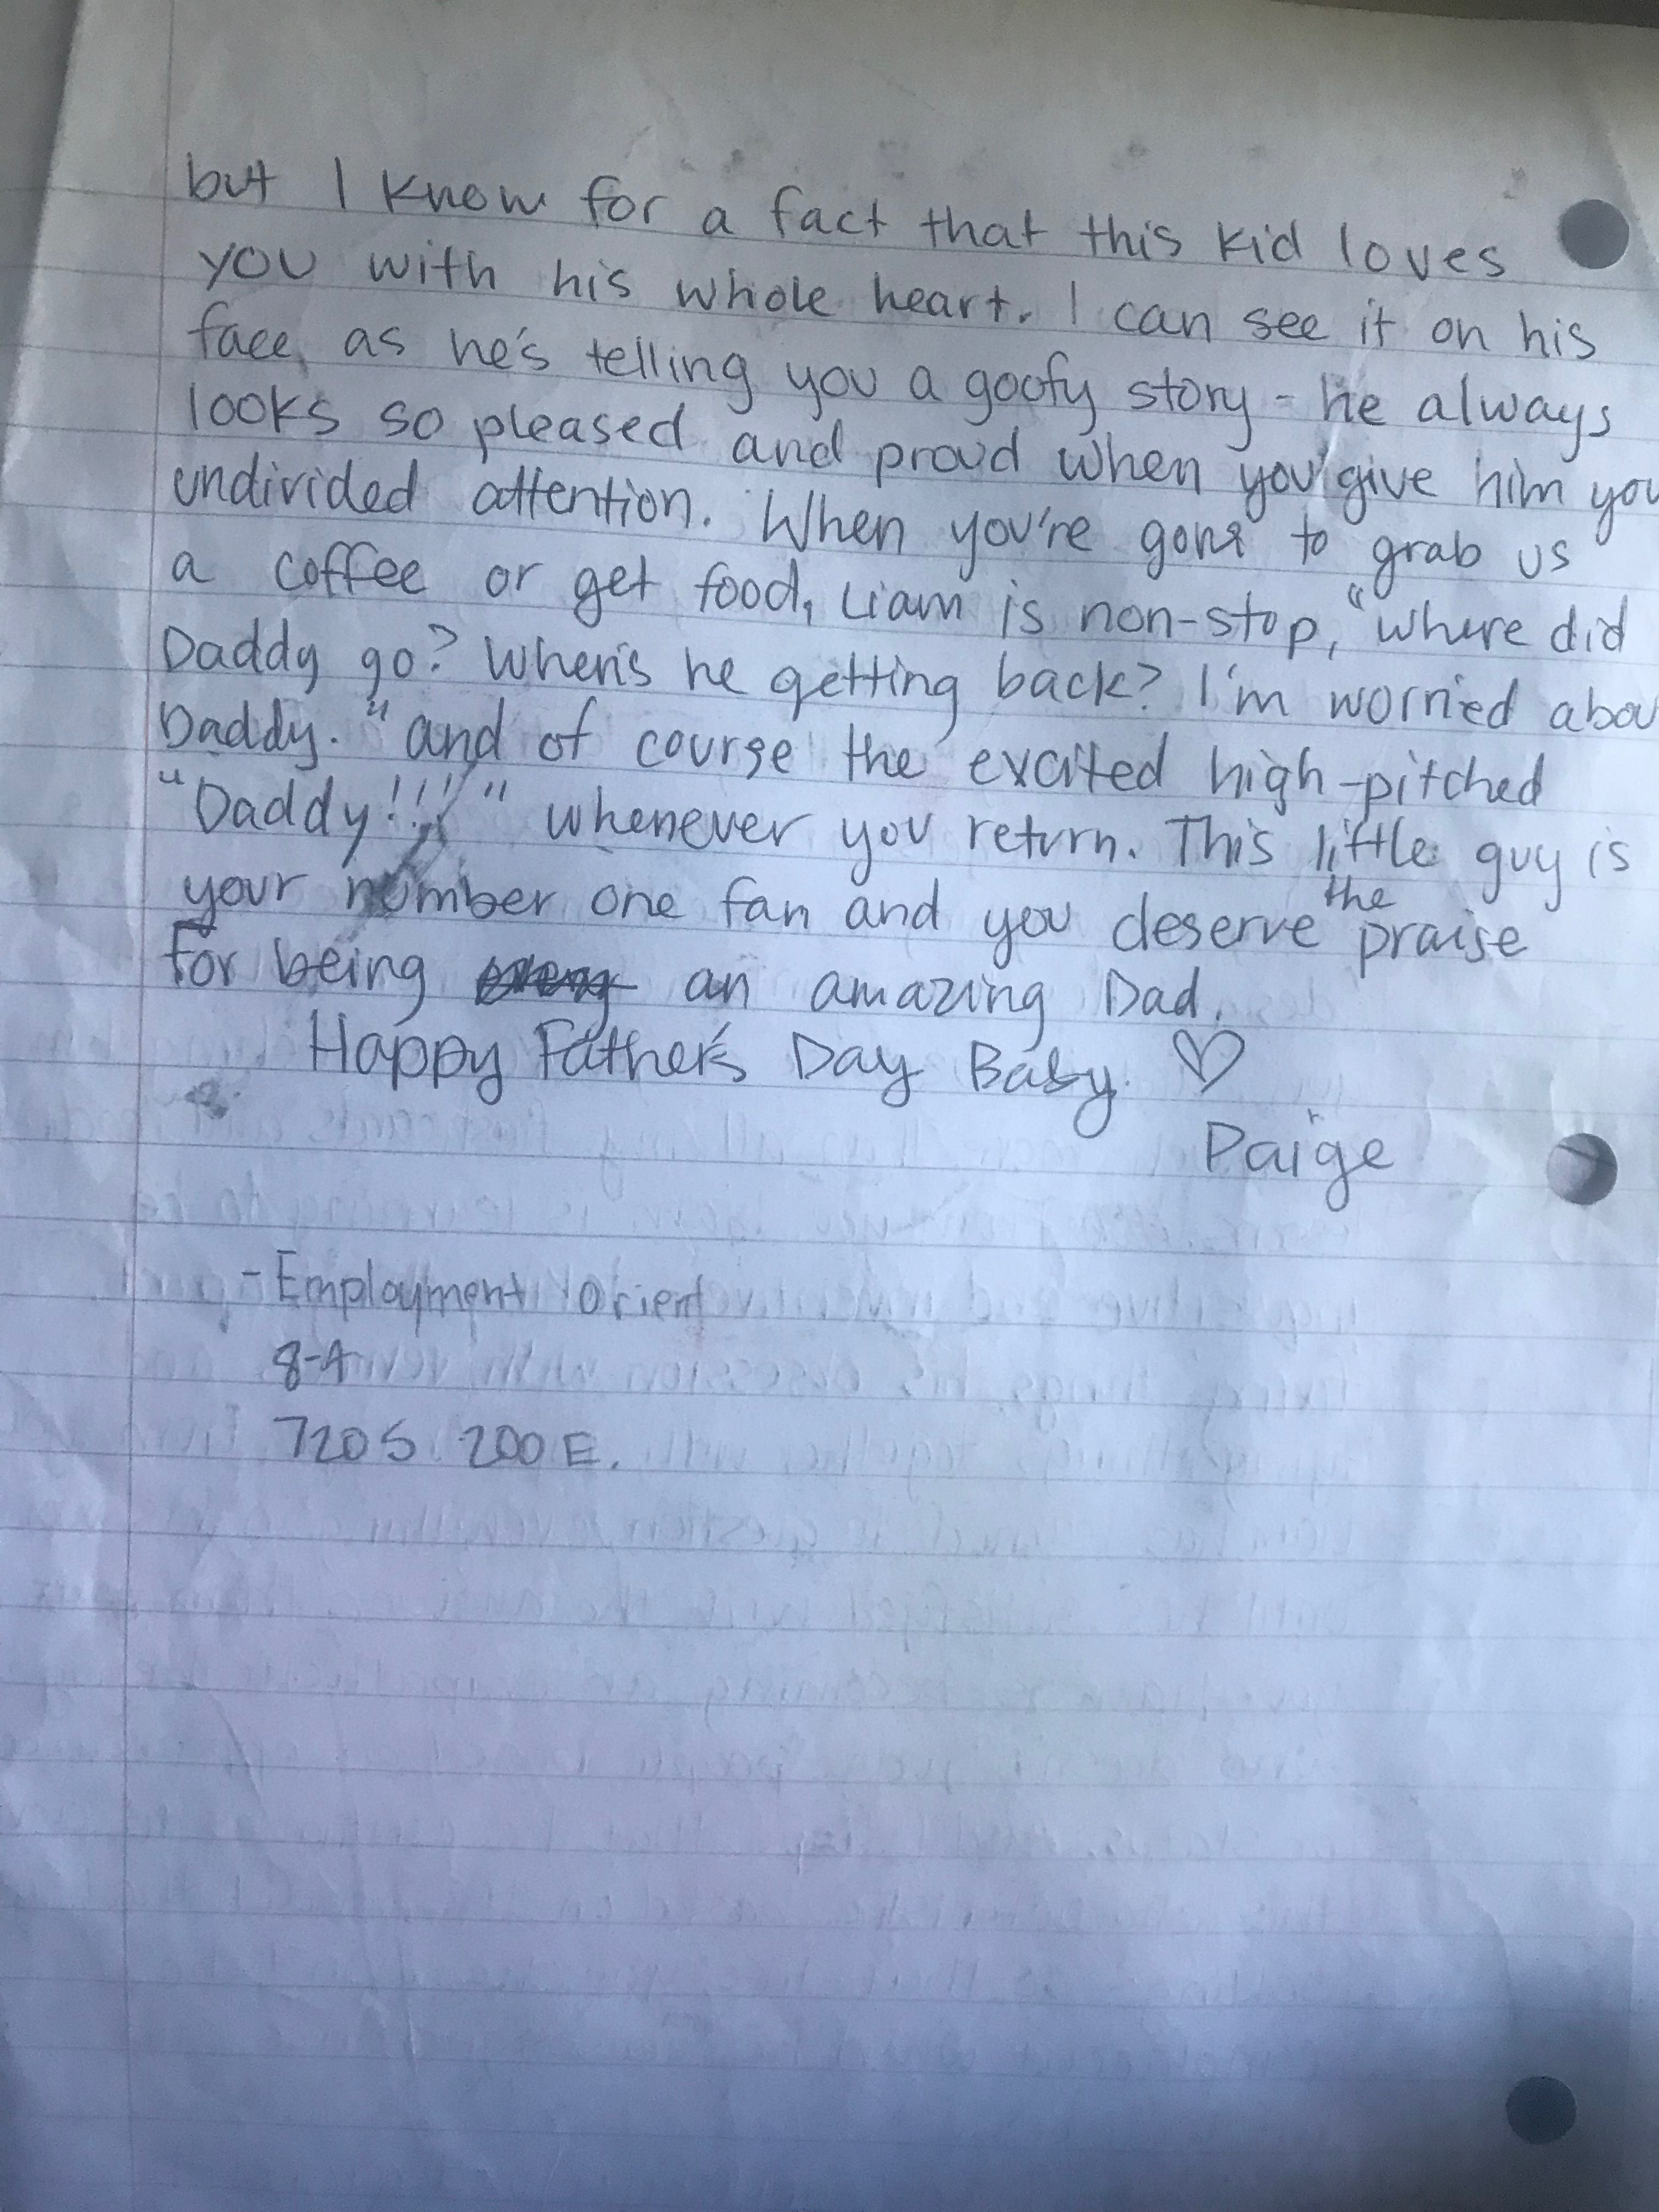 but I know for a fact that this kid loves
you with his whole heart. I can see it on his
face, as he's telling you a goofy story - he always
looks so pleased and proud when you give him you
undivided attention. When you're gone to grab us
a coffee or get food, Liam is non-stop, "where did
Daddy go? When's he getting back? I'm worried abou
Daddy." and of course the excited high-pitched
"Daddy!!!" whenever you return. This little guy is
your number one fan and you deserve the praise
for being an amazing Dad.
Happy Father's Day Baby. ♡
Paige
- Employment Orient
8-4
720 S. 200 E.